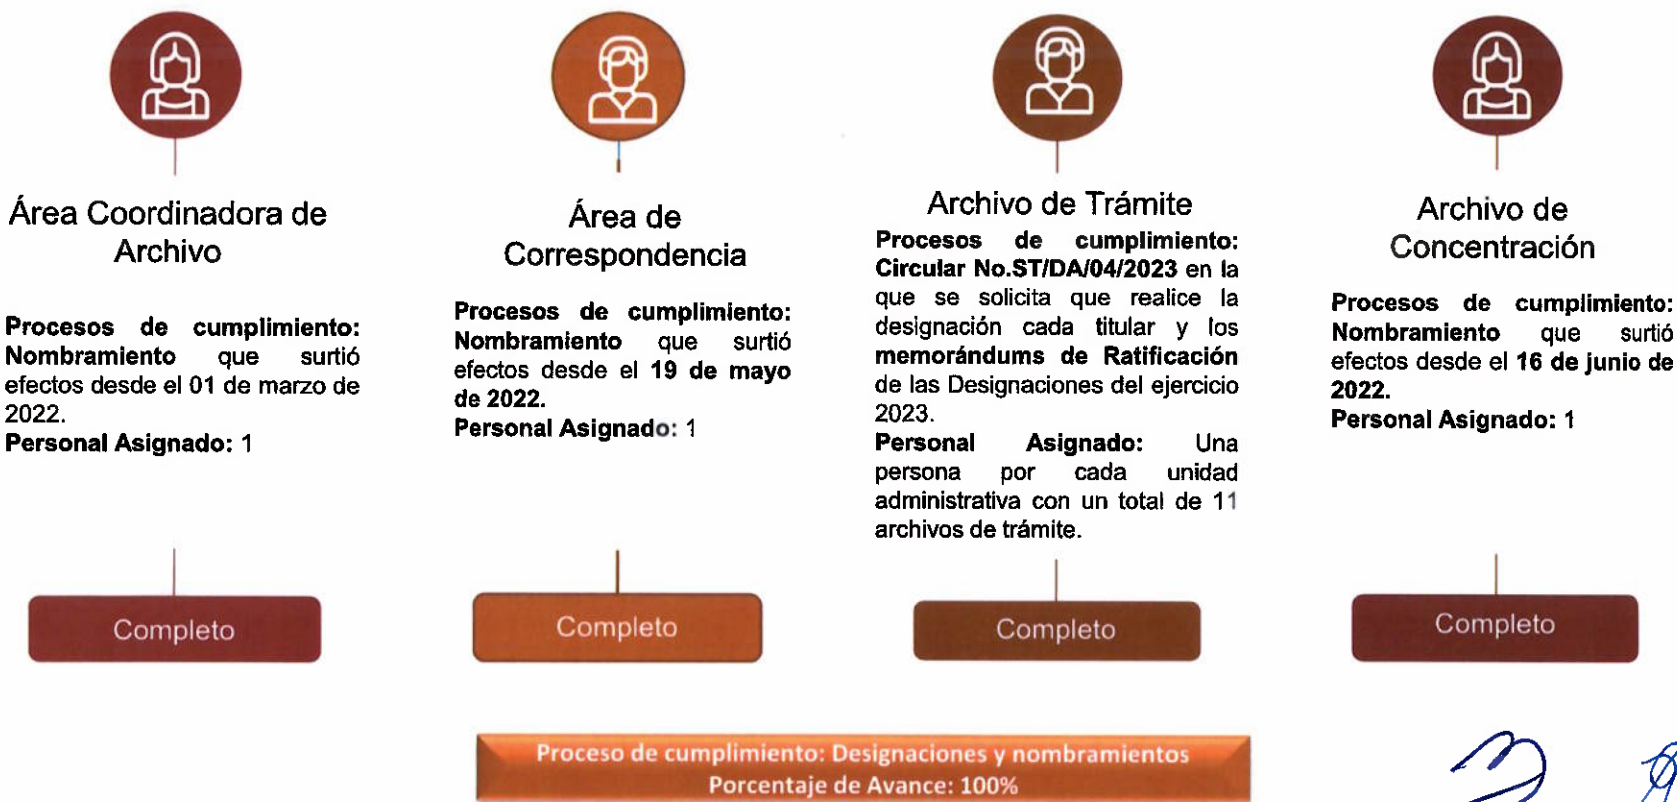 Área Coordinadora de
Archivo
Procesos de cumplimiento:
Nombramiento que surtió
efectos desde el 01 de marzo de
2022.
Personal Asignado: 1
Completo
Área de
Correspondencia
Procesos de cumplimiento:
Nombramiento que surtió
efectos desde el 19 de mayo
de 2022.
Personal Asignado: 1
Completo
Archivo de Trámite
Procesos de cumplimiento:
Circular No.ST/DA/04/2023 en la
que se solicita que realice la
designación cada titular y los
memorándums de Ratificación
de las Designaciones del ejercicio
2023.
Personal Asignado: Una
persona por cada unidad
administrativa con un total de 11
archivos de trámite.
Completo
Archivo de
Concentración
Procesos de cumplimiento:
Nombramiento que surtió
efectos desde el 16 de junio de
2022.
Personal Asignado: 1
Completo
Proceso de cumplimiento: Designaciones y nombramientos
Porcentaje de Avance: 100%